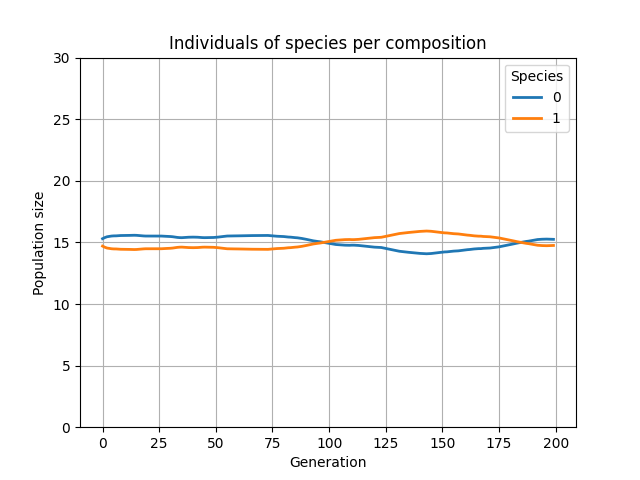 Individuals of species per composition
Species
0
1
Population size
30
25
20
15
10
5
0
0 25 50 75 100 125 150 175 200
Generation